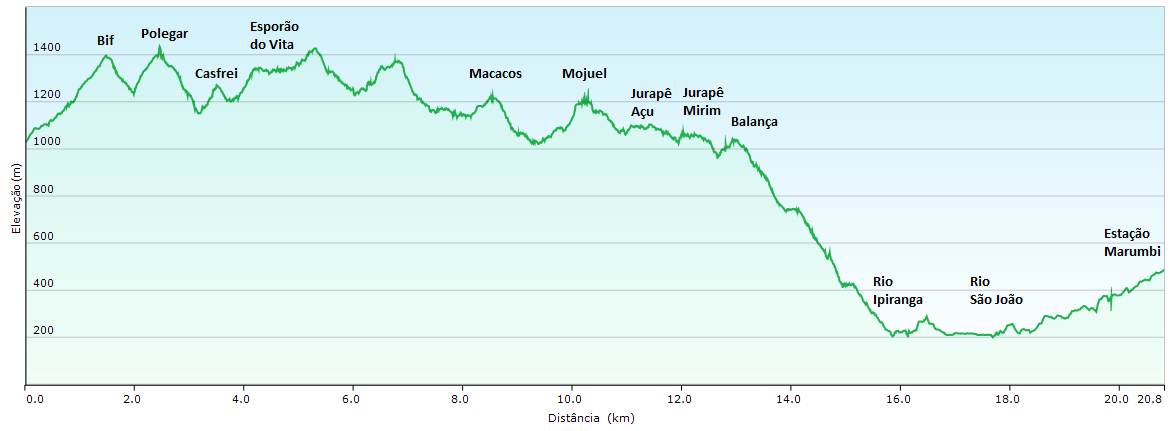 Esporão
do Vita
Bif
Polegar
Casfrei
Macacos
Mojuel
Jurapê
Açu
Jurapê
Mirim
Balança
Rio
Ipiranga
Rio
São João
Estação
Marumbi
Elevação (m)
1400
1200
1000
800
600
400
200
0.0 2.0 4.0 6.0 8.0 10.0 12.0 14.0 16.0 18.0 20.0 20.8
Distância (km)